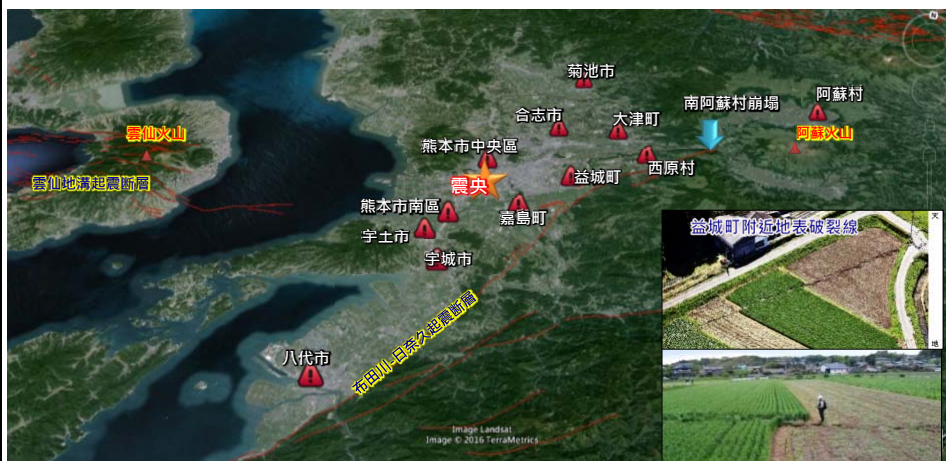 菊池市
阿蘇村
南阿蘇村崩塌
合志市
大津町
雲仙火山
阿蘇火山
熊本市中央區
西原村
益城町
雲仙地溝起震断層
震央
熊本市南區
嘉島町
宇土市
宇城市
益城町附近地表破裂線
天
地
布田川-日奈久起震断層
八代市
Image Landsat
Image © 2016 TerraMetrics
N